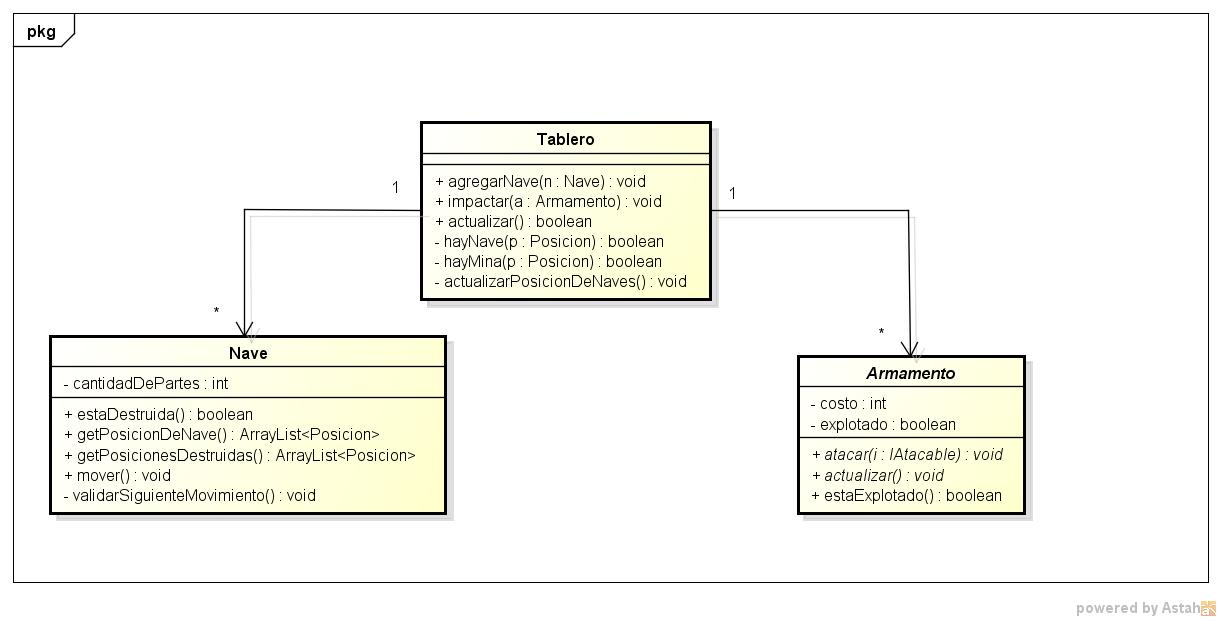 pkg
Tablero
+ agregarNave(n : Nave) : void
+ impactar(a : Armamento) : void
+ actualizar() : boolean
- hayNave(p : Posicion) : boolean
- hayMina(p : Posicion) : boolean
- actualizarPosicionDeNaves() : void
1
1
*
*
Nave
- cantidadDePartes : int
+ estaDestruida() : boolean
+ getPosicionDeNave() : ArrayList<Posicion>
+ getPosicionesDestruidas() : ArrayList<Posicion>
+ mover() : void
- validarSiguienteMovimiento() : void
Armamento
- costo : int
- explotado : boolean
+ atacar(i : IAtacable) : void
+ actualizar() : void
+ estaExplotado() : boolean
powered by Astah